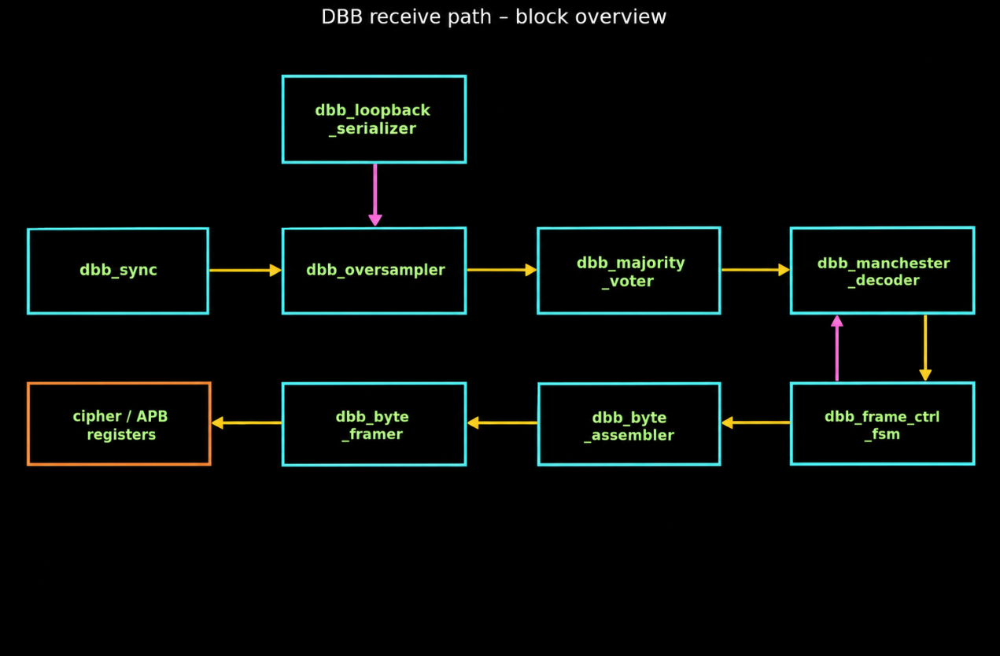 DBB receive path – block overview
dbb_loopback
_serializer
dbb_sync
dbb_oversampler
dbb_majority
_voter
dbb_manchester
_decoder
cipher / APB
registers
dbb_byte
_framer
dbb_byte
_assembler
dbb_frame_ctrl
_fsm